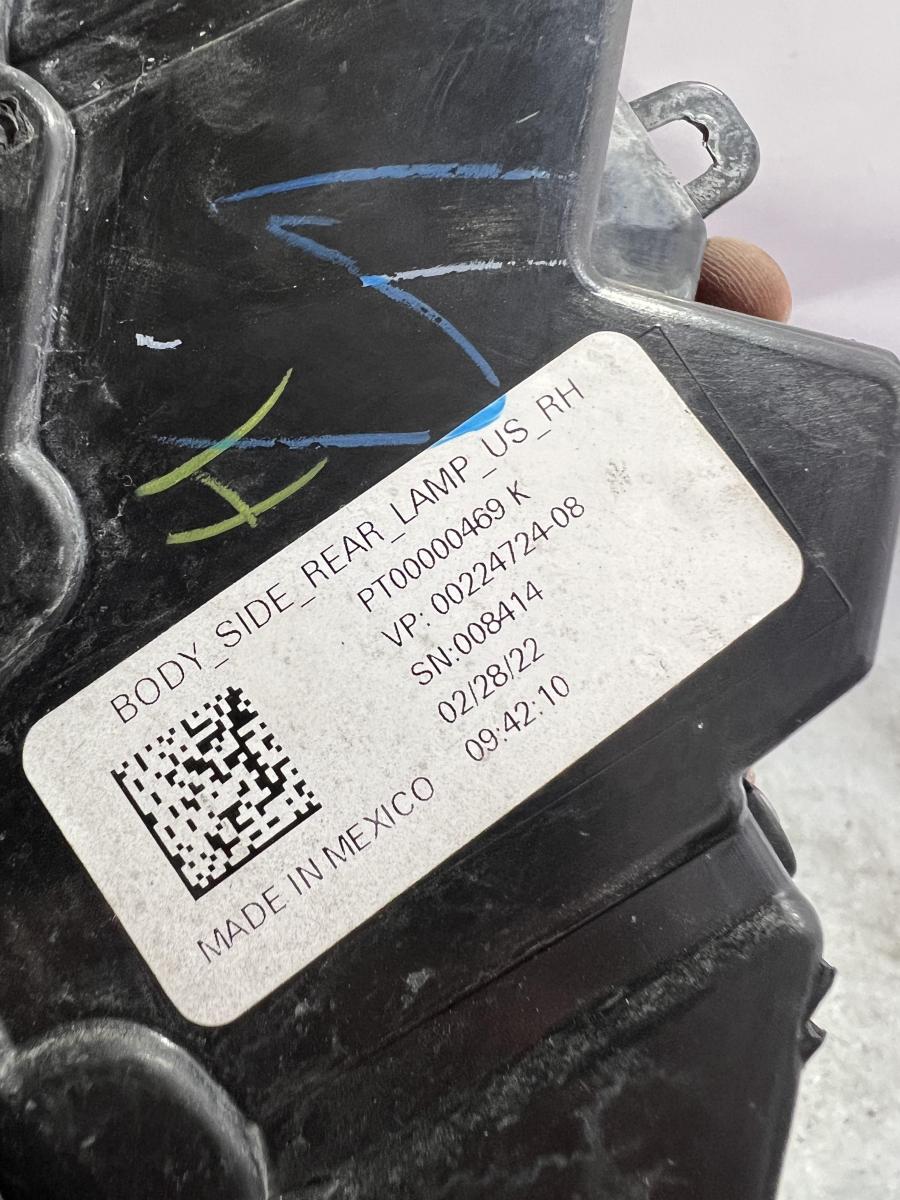 BODY_SIDE_REAR_LAMP_US_RH
PT00000469 K
VP: 00224724-08
SN:008414
02/28/22
09:42:10
MADE IN MEXICO